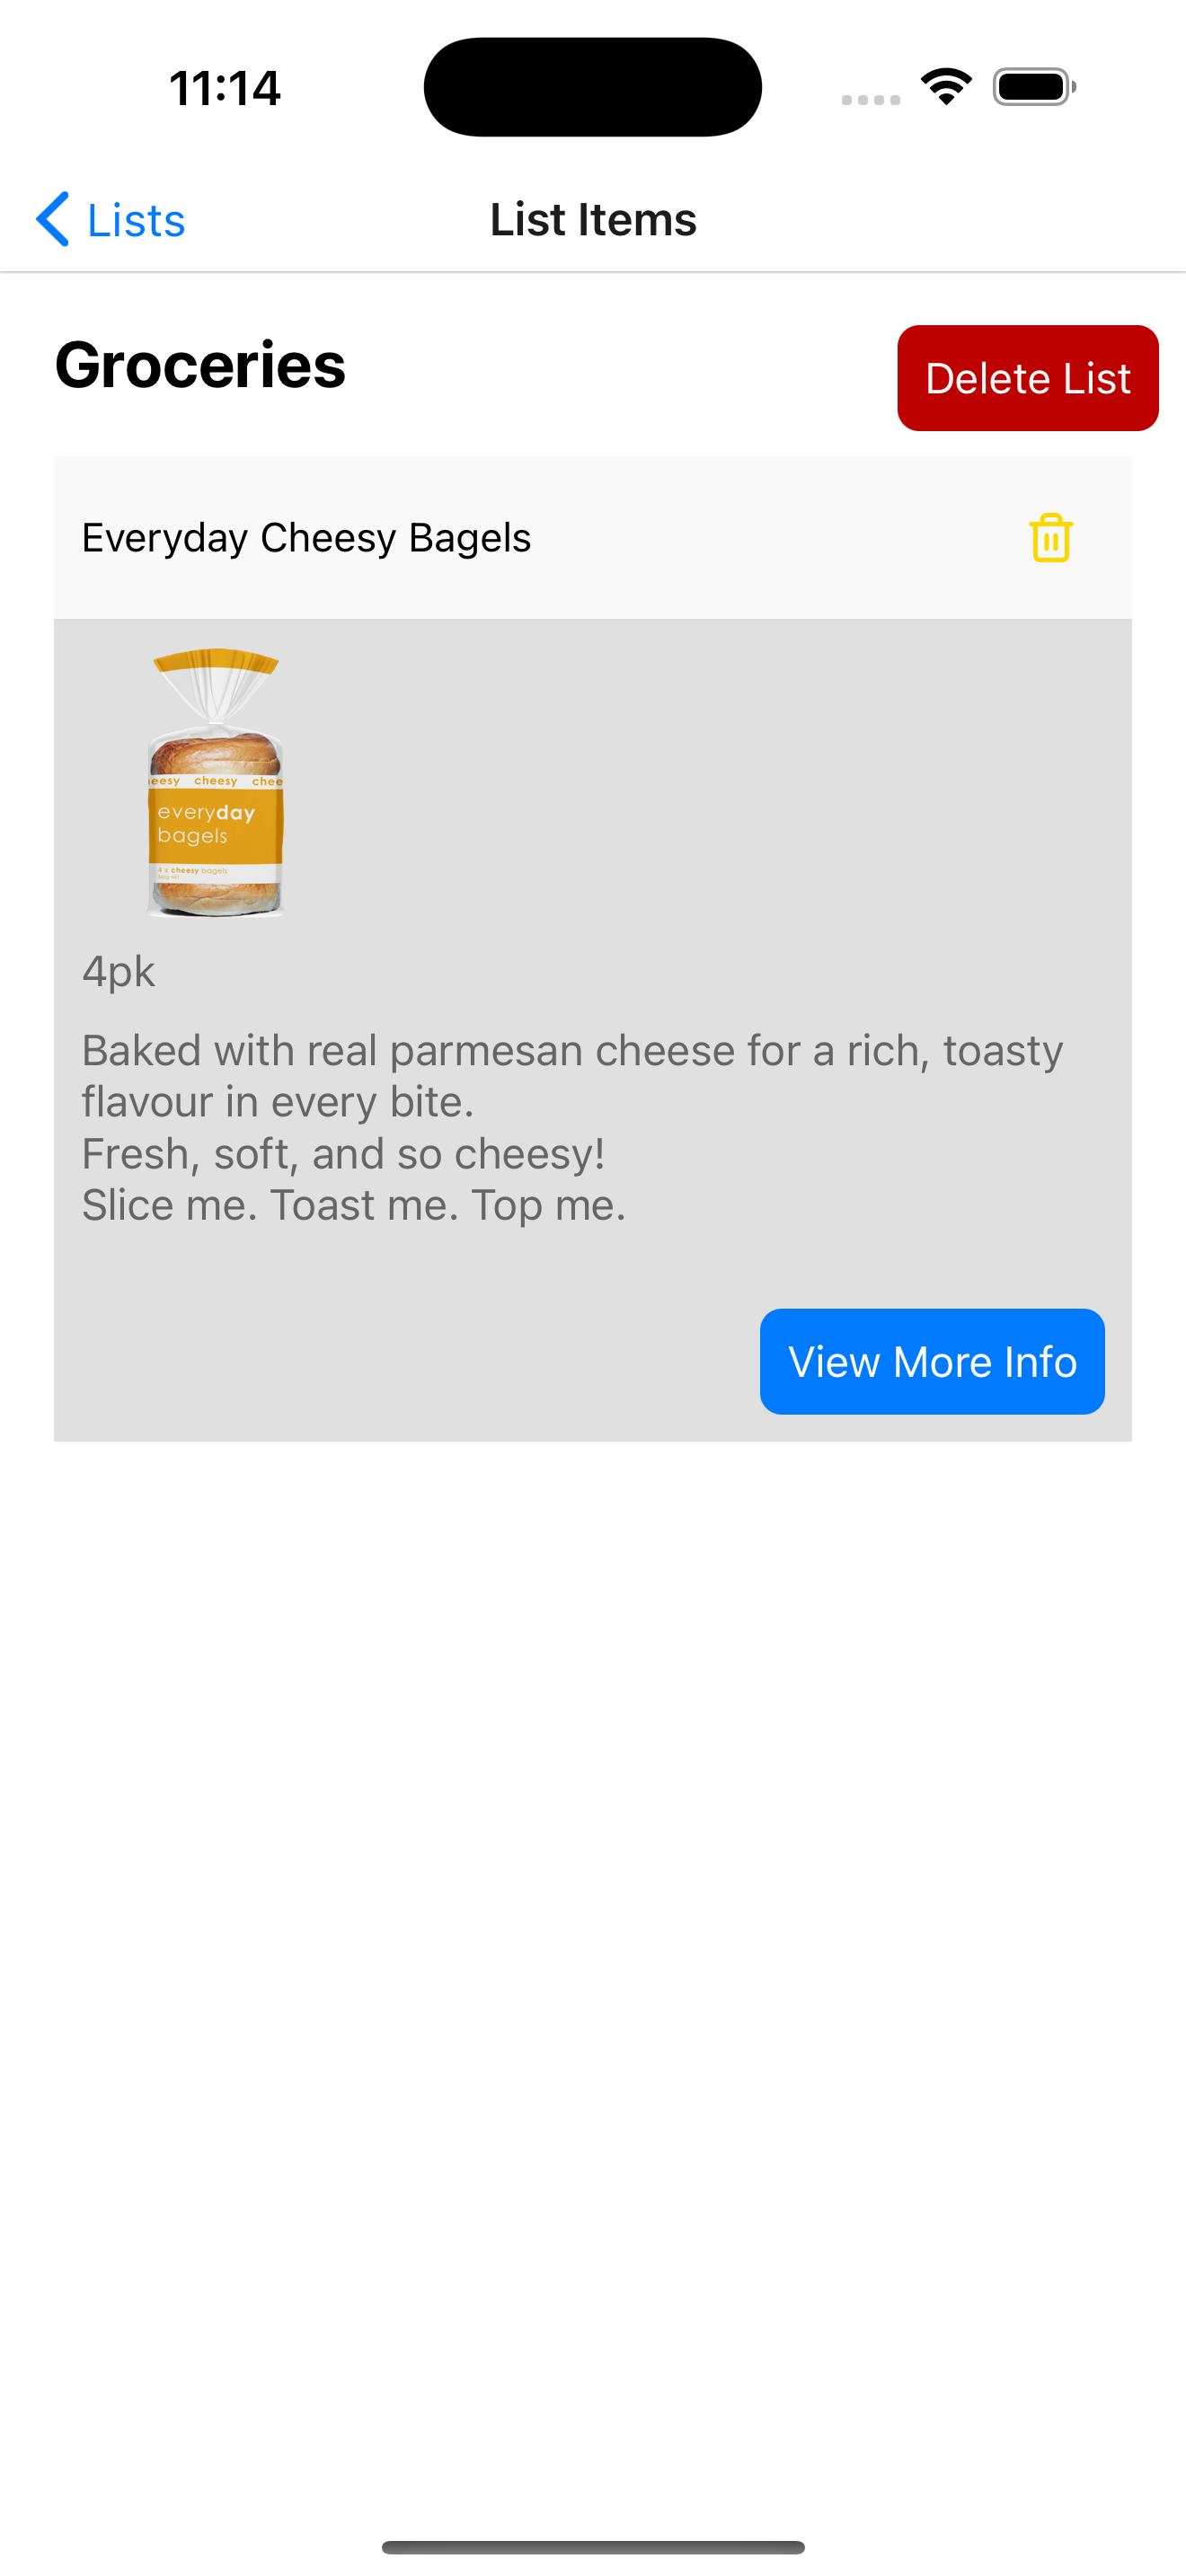 11:14
Lists
List Items
Groceries
Delete List
Everyday Cheesy Bagels
eesy cheesy chee
everyday
bagels
4 x cheesy bagels
4pk
Baked with real parmesan cheese for a rich, toasty
flavour in every bite.
Fresh, soft, and so cheesy!
Slice me. Toast me. Top me.
View More Info